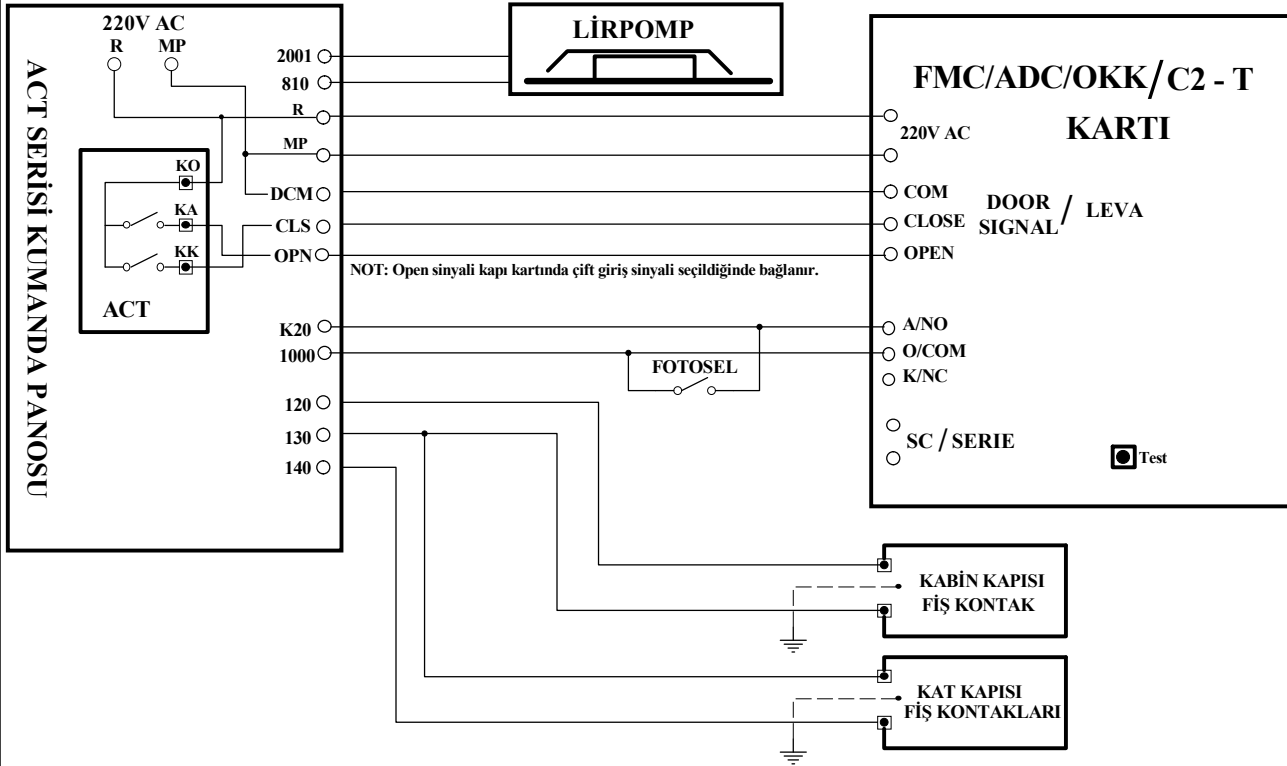 ACT SERİSİ KUMANDA PANOSU
220V AC
R
MP
KO
KA
KK
ACT
2001
810
R
MP
DCM
CLS
OPN
K20
1000
120
130
140
LİRPOMP
NOT: Open sinyali kapı kartında çift giriş sinyali seçildiğinde bağlanır.
FOTOSEL
FMC/ADC/OKK/C2 - T
KARTI
220V AC
COM
CLOSE
OPEN
DOOR
SIGNAL / LEVA
A/NO
O/COM
K/NC
SC / SERIE
Test
KABİN KAPISI
FİŞ KONTAK
KAT KAPISI
FİŞ KONTAKLARI